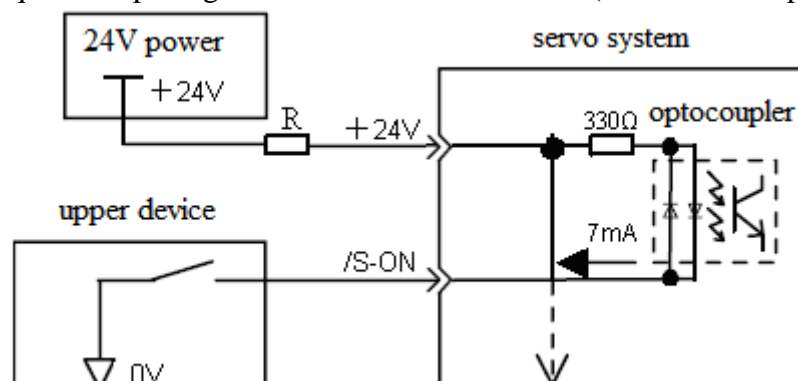 24V power
+24V
servo system
R
+24V
330Ω
optocoupler
upper device
7mA
/S-ON
0V